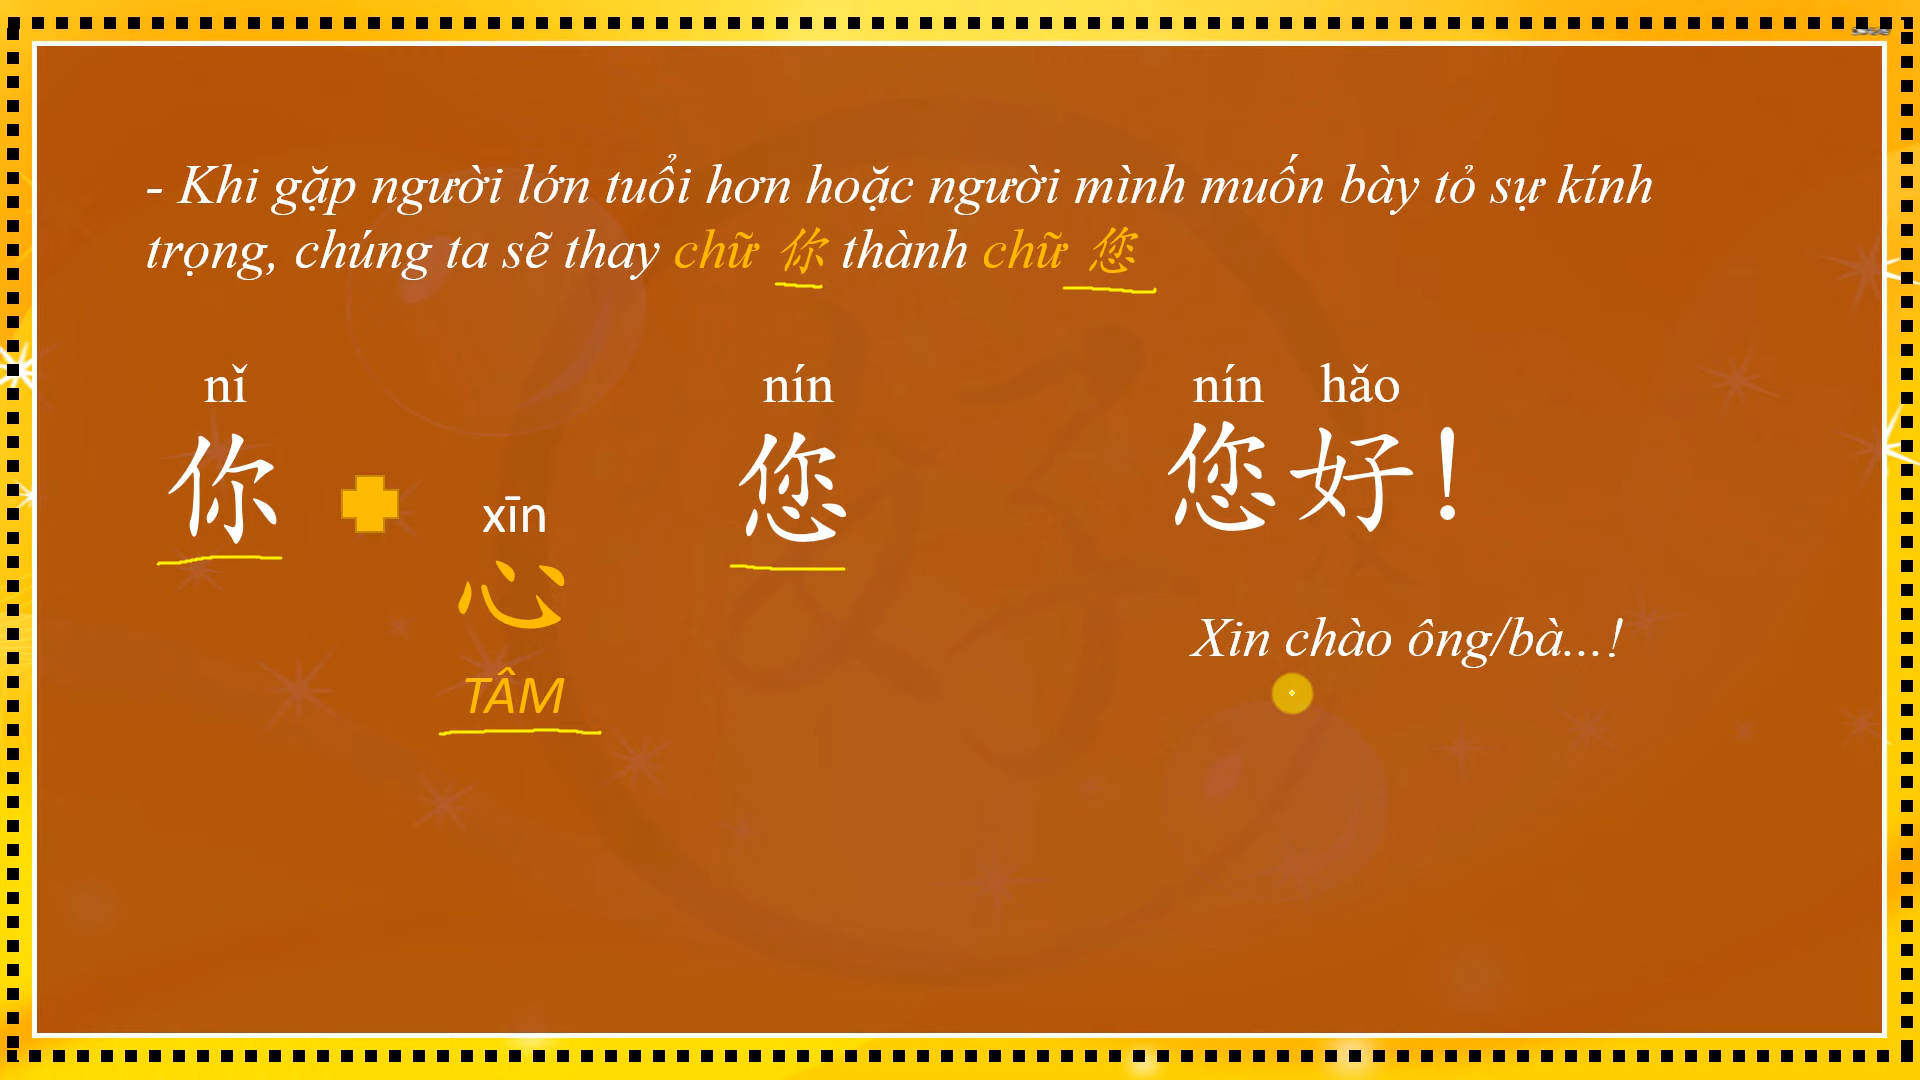 - Khi gặp người lớn tuổi hơn hoặc người mình muốn bày tỏ sự kính
trọng, chúng ta sẽ thay chữ 你 thành chữ 您
nǐ
你
xīn
心
TÂM
nín
您
nín hǎo
您好!
Xin chào ông/bà...!